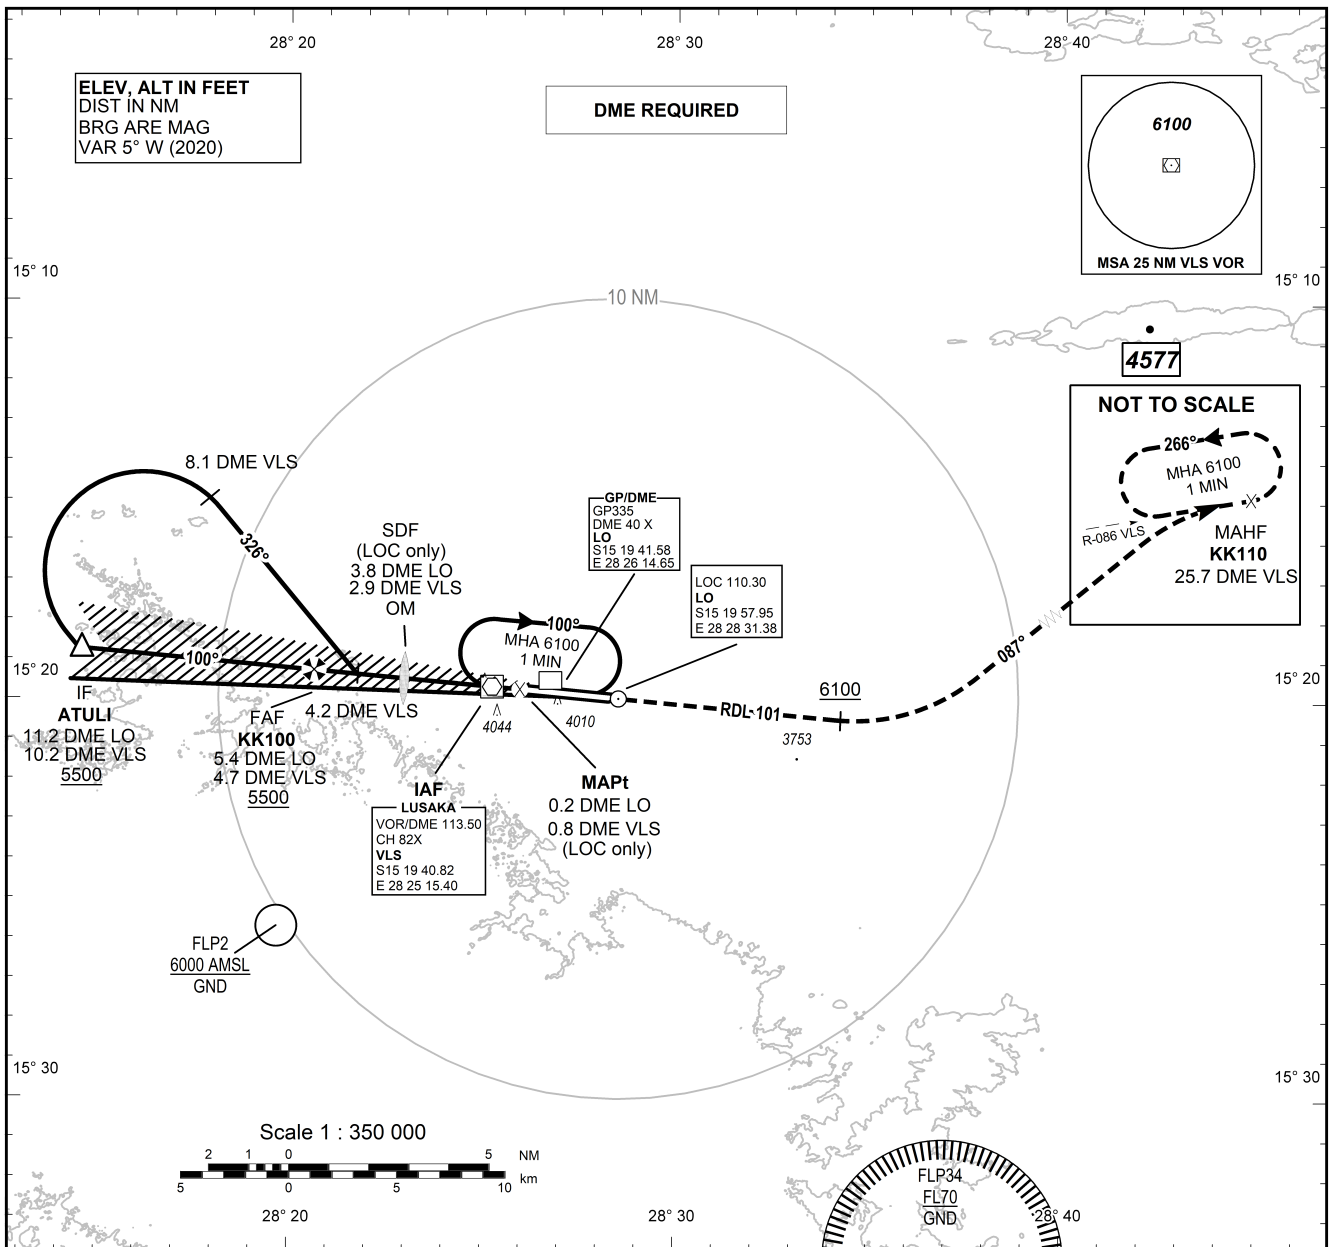 28° 20
28° 30
28° 40
ELEV, ALT IN FEET
DIST IN NM
BRG ARE MAG
VAR 5° W (2020)
DME REQUIRED
6100
MSA 25 NM VLS VOR
15° 10
15° 10
10 NM
4577
NOT TO SCALE
266°
MHA 6100
1 MIN
R-086 VLS
MAHF
KK110
25.7 DME VLS
8.1 DME VLS
326°
SDF
(LOC only)
3.8 DME LO
2.9 DME VLS
OM
GP/DME
GP335
DME 40 X
LO
S15 19 41.58
E 28 26 14.65
LOC 110.30
LO
S15 19 57.95
E 28 28 31.38
100°
MHA 6100
1 MIN
087°
15° 20
15° 20
100°
IF
ATULI
11.2 DME LO
10.2 DME VLS
5500
FAF
KK100
5.4 DME LO
4.7 DME VLS
5500
4.2 DME VLS
4044
4010
6100
RDL-101
3753
IAF
LUSAKA
VOR/DME 113.50
CH 82X
VLS
S15 19 40.82
E 28 25 15.40
MAPt
0.2 DME LO
0.8 DME VLS
(LOC only)
FLP2
6000 AMSL
GND
15° 30
15° 30
Scale 1 : 350 000
2 1 0 5 NM
5 0 5 10 km
FLP34
FL70
GND
28° 20
28° 30
28° 40